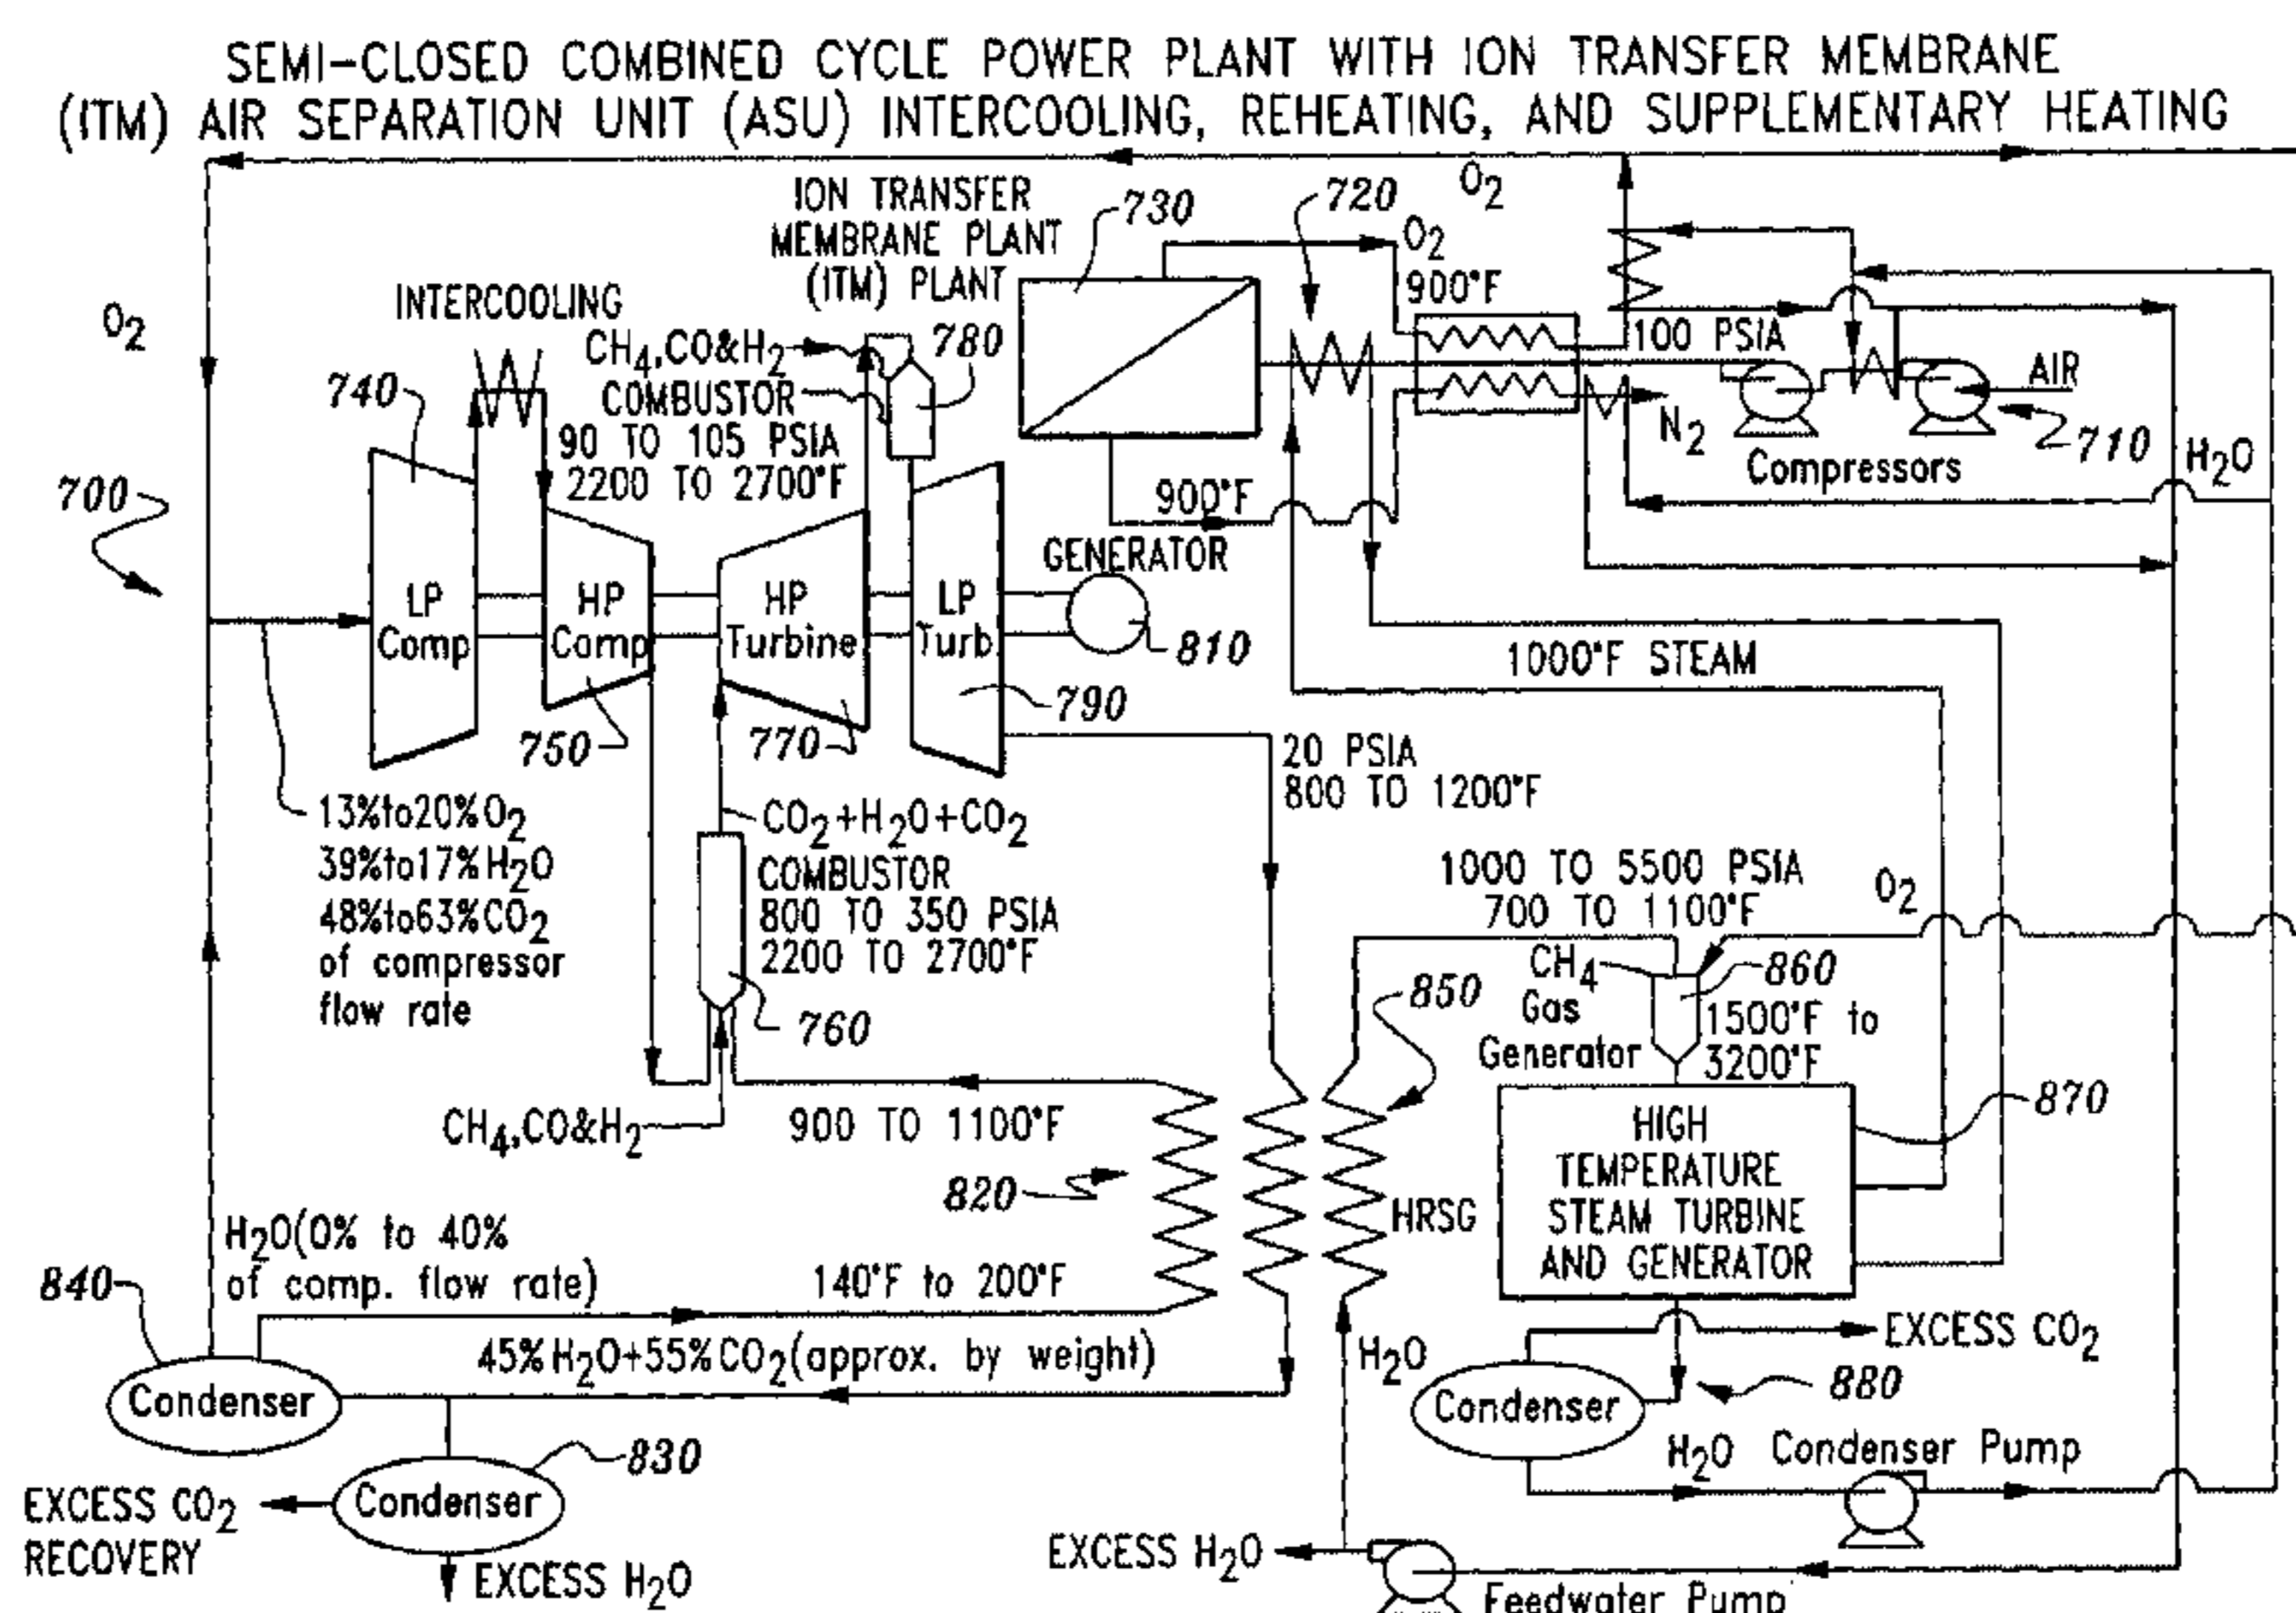 SEMI-CLOSED COMBINED CYCLE POWER PLANT WITH ION TRANSFER MEMBRANE
(ITM) AIR SEPARATION UNIT (ASU) INTERCOOLING, REHEATING, AND SUPPLEMENTARY HEATING
O2
O2
ION TRANSFER
MEMBRANE PLANT
(ITM) PLANT
730
720
O2
900°F
INTERCOOLING
CH4,CO&H2
780
COMBUSTOR
90 TO 105 PSIA
2200 TO 2700°F
740
100 PSIA
AIR
N2
Compressors
710
H2O
700
900°F
GENERATOR
LP
Comp
HP
Comp
HP
Turbine
LP
Turb
810
1000°F STEAM
750
770
790
20 PSIA
800 TO 1200°F
13%to20%O2
39%to17%H2O
48%to63%CO2
of compressor
flow rate
CO2+H2O+CO2
COMBUSTOR
800 TO 350 PSIA
2200 TO 2700°F
760
1000 TO 5500 PSIA
700 TO 1100°F
O2
CH4
Gas
Generator
860
1500°F to
3200°F
850
CH4,CO&H2
900 TO 1100°F
820
HRSG
HIGH
TEMPERATURE
STEAM TURBINE
AND GENERATOR
870
H2O(0% to 40%
of comp. flow rate)
140°F to 200°F
840
45%H2O+55%CO2(approx. by weight)
H2O
EXCESS CO2
880
Condenser
Condenser
830
H2O Condenser Pump
Condenser
EXCESS CO2
RECOVERY
EXCESS H2O
EXCESS H2O
Feedwater Pump